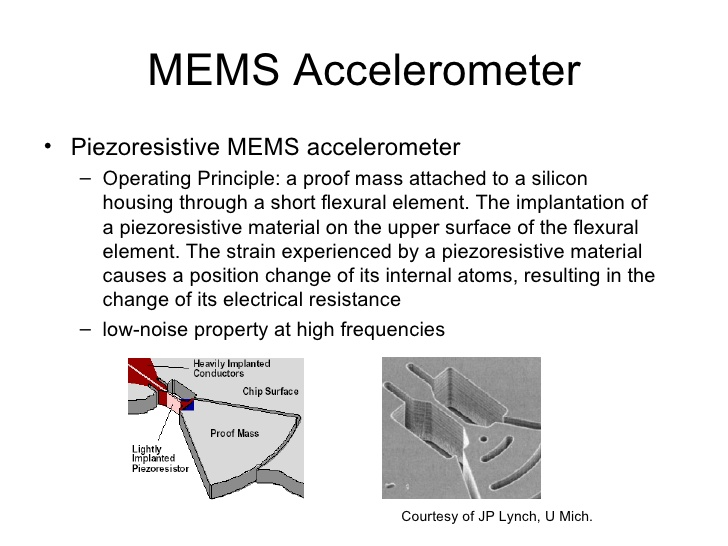 MEMS Accelerometer
• Piezoresistive MEMS accelerometer
– Operating Principle: a proof mass attached to a silicon
housing through a short flexural element. The implantation of
a piezoresistive material on the upper surface of the flexural
element. The strain experienced by a piezoresistive material
causes a position change of its internal atoms, resulting in the
change of its electrical resistance
– low-noise property at high frequencies
Heavily Implanted
Conductors
Chip Surface
Proof Mass
Lightly
Implanted
Piezoresistor
Courtesy of JP Lynch, U Mich.